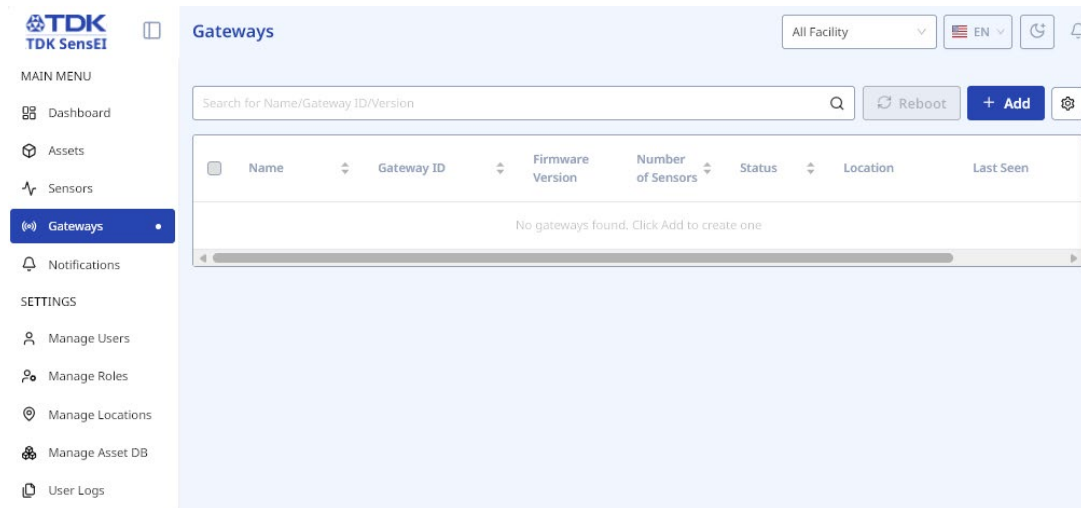 TDK
TDK SensEI
Gateways
All Facility
EN
MAIN MENU
Dashboard
Assets
Sensors
Gateways
Notifications
SETTINGS
Manage Users
Manage Roles
Manage Locations
Manage Asset DB
User Logs
Search for Name/Gateway ID/Version
Reboot
+ Add
Name
Gateway ID
Firmware
Version
Number
of Sensors
Status
Location
Last Seen
No gateways found. Click Add to create one